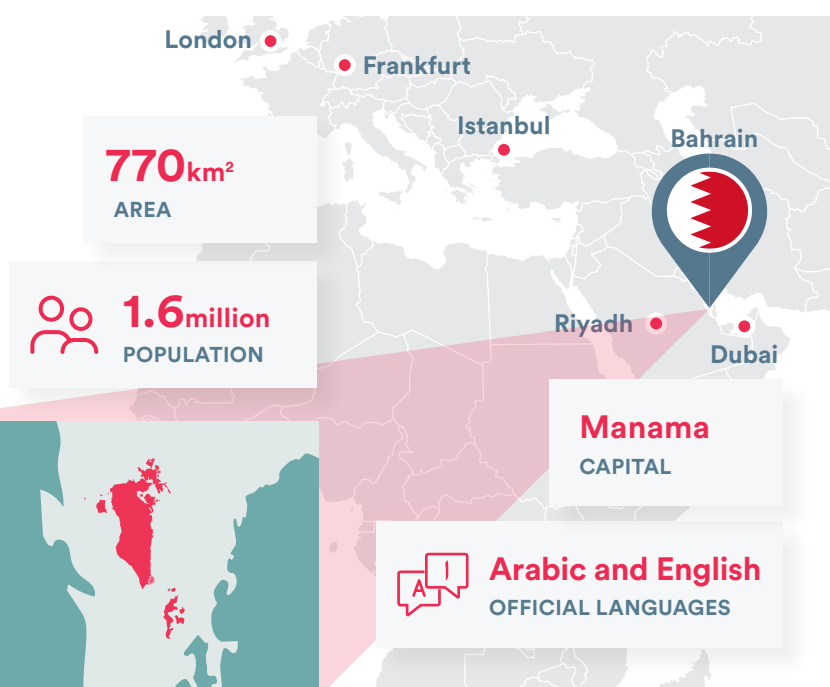 London
Frankfurt
Istanbul
Bahrain
770km²
AREA
1.6million
POPULATION
Riyadh
Dubai
Manama
CAPITAL
A ا
Arabic and English
OFFICIAL LANGUAGES